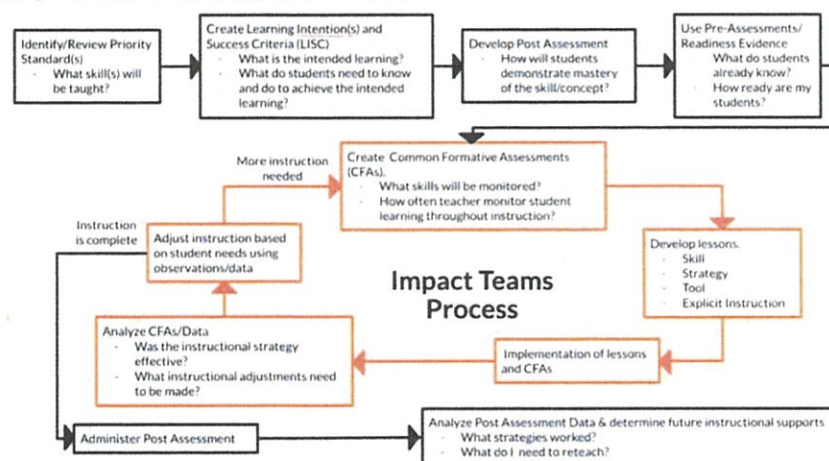 Identify/Review Priority
Standard(s)
- What skill(s) will
be taught?
Create Learning Intention(s) and
Success Criteria (LISC)
- What is the intended learning?
- What do students need to know
and do to achieve the intended
learning?
Develop Post Assessment
- How will students
demonstrate mastery
of the skill/concept?
Use Pre-Assessments/
Readiness Evidence
- What do students
already know?
- How ready are my
students?
Create Common Formative Assessments
(CFAs).
- What skills will be monitored?
- How often teacher monitor student
learning throughout instruction?
More instruction
needed
Instruction
is complete
Adjust instruction based
on student needs using
observations/data
Develop lessons.
- Skill
- Strategy
- Tool
- Explicit Instruction
Impact Teams
Process
Analyze CFAs/Data
- Was the instructional strategy
effective?
- What instructional adjustments need
to be made?
Implementation of lessons
and CFAs
Administer Post Assessment
Analyze Post Assessment Data & determine future instructional supports
- What strategies worked?
- What do I need to reteach?